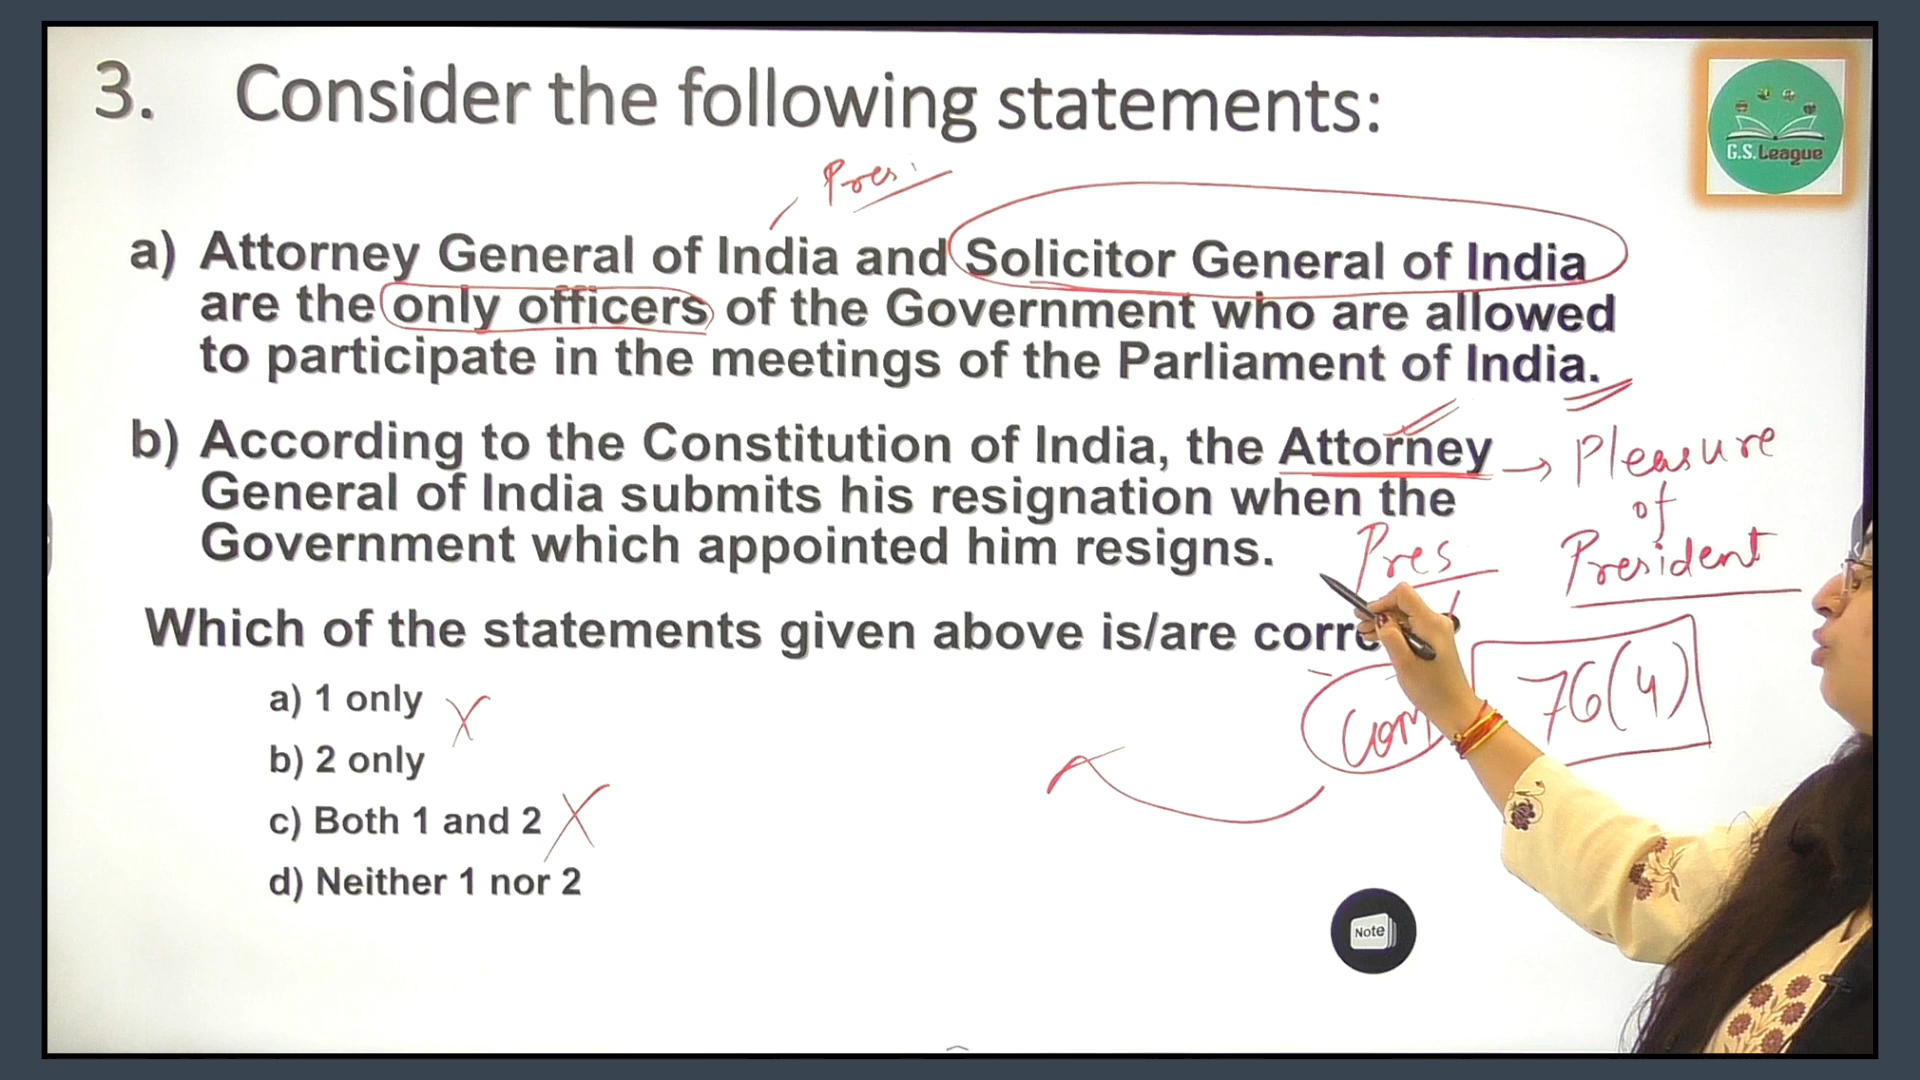 3. Consider the following statements:
G.S.League
Pres.
a) Attorney General of India and Solicitor General of India
are the only officers of the Government who are allowed
to participate in the meetings of the Parliament of India.
b) According to the Constitution of India, the Attorney
General of India submits his resignation when the
Government which appointed him resigns.
Pleasure
of
President
Pres
Which of the statements given above is/are corre
76(4)
Com
a) 1 only
b) 2 only
c) Both 1 and 2
d) Neither 1 nor 2
Note